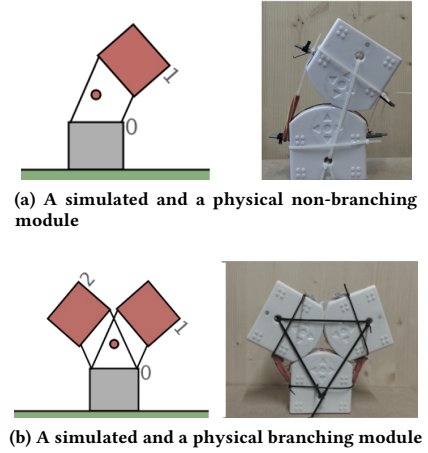 1
0
(a) A simulated and a physical non-branching
module
2
1
0
(b) A simulated and a physical branching module